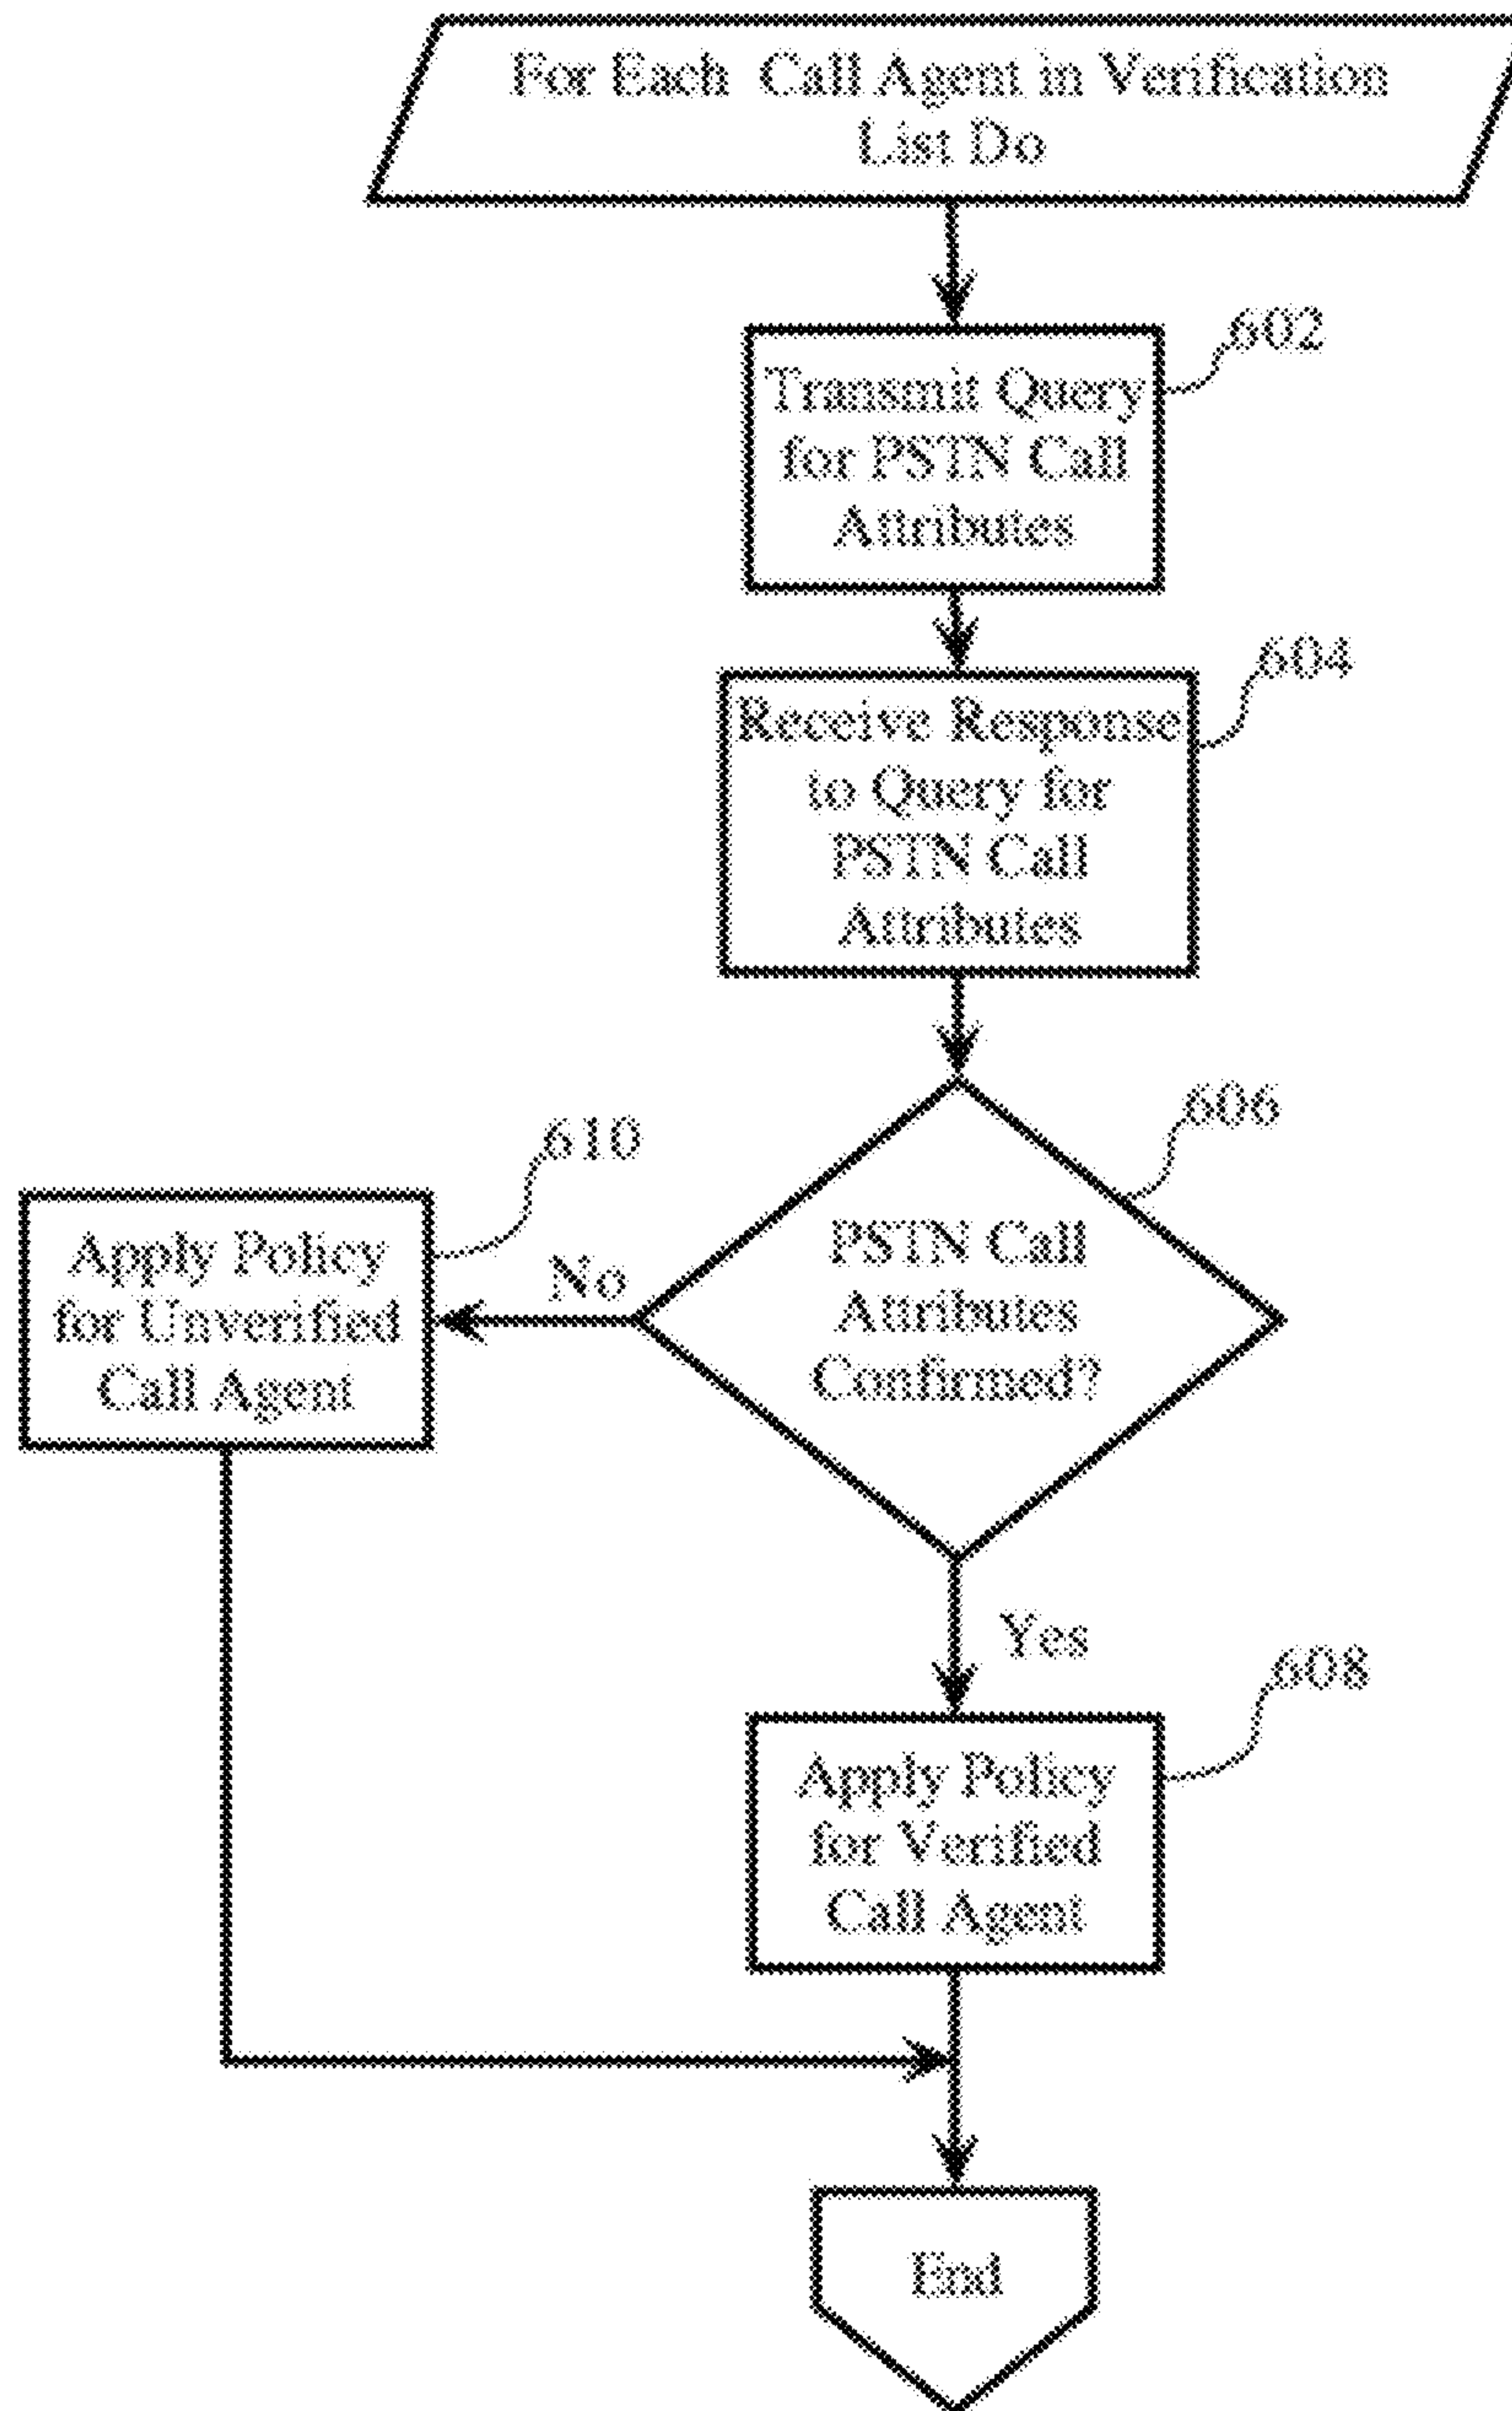 For Each Call Agent in Verification
List Do
602
Transmit Query
for PSTN Call
Attributes
604
Receive Response
to Query for
PSTN Call
Attributes
606
PSTN Call
Attributes
Confirmed?
610
No
Apply Policy
for Unverified
Call Agent
Yes
608
Apply Policy
for Verified
Call Agent
End